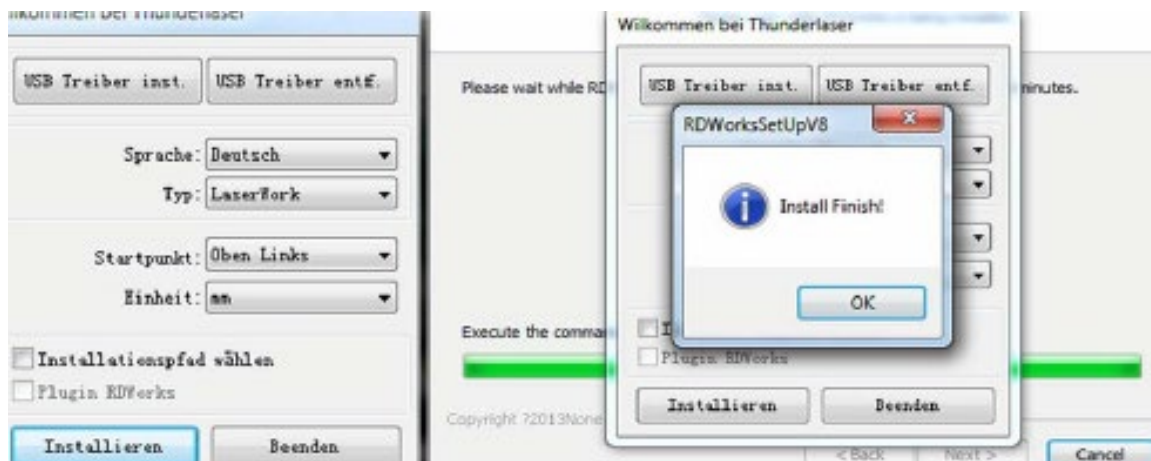 Willkommen bei Thunderlaser
USB Treiber inst. USB Treiber entf.
Sprache: Deutsch
Typ: LaserWork
Startpunkt: Oben Links
Einheit: mm
Installationspfad wählen
Plugin RDWorks
Installieren Beenden
Willkommen bei Thunderlaser
Please wait while RD
minutes.
USB Treiber inst. USB Treiber entf.
RDWorksSetUpV8
Install Finish!
OK
Execute the comma
I
Plugin RDWorks
Installieren Beenden
Copyright ?2013None
< Back Next > Cancel